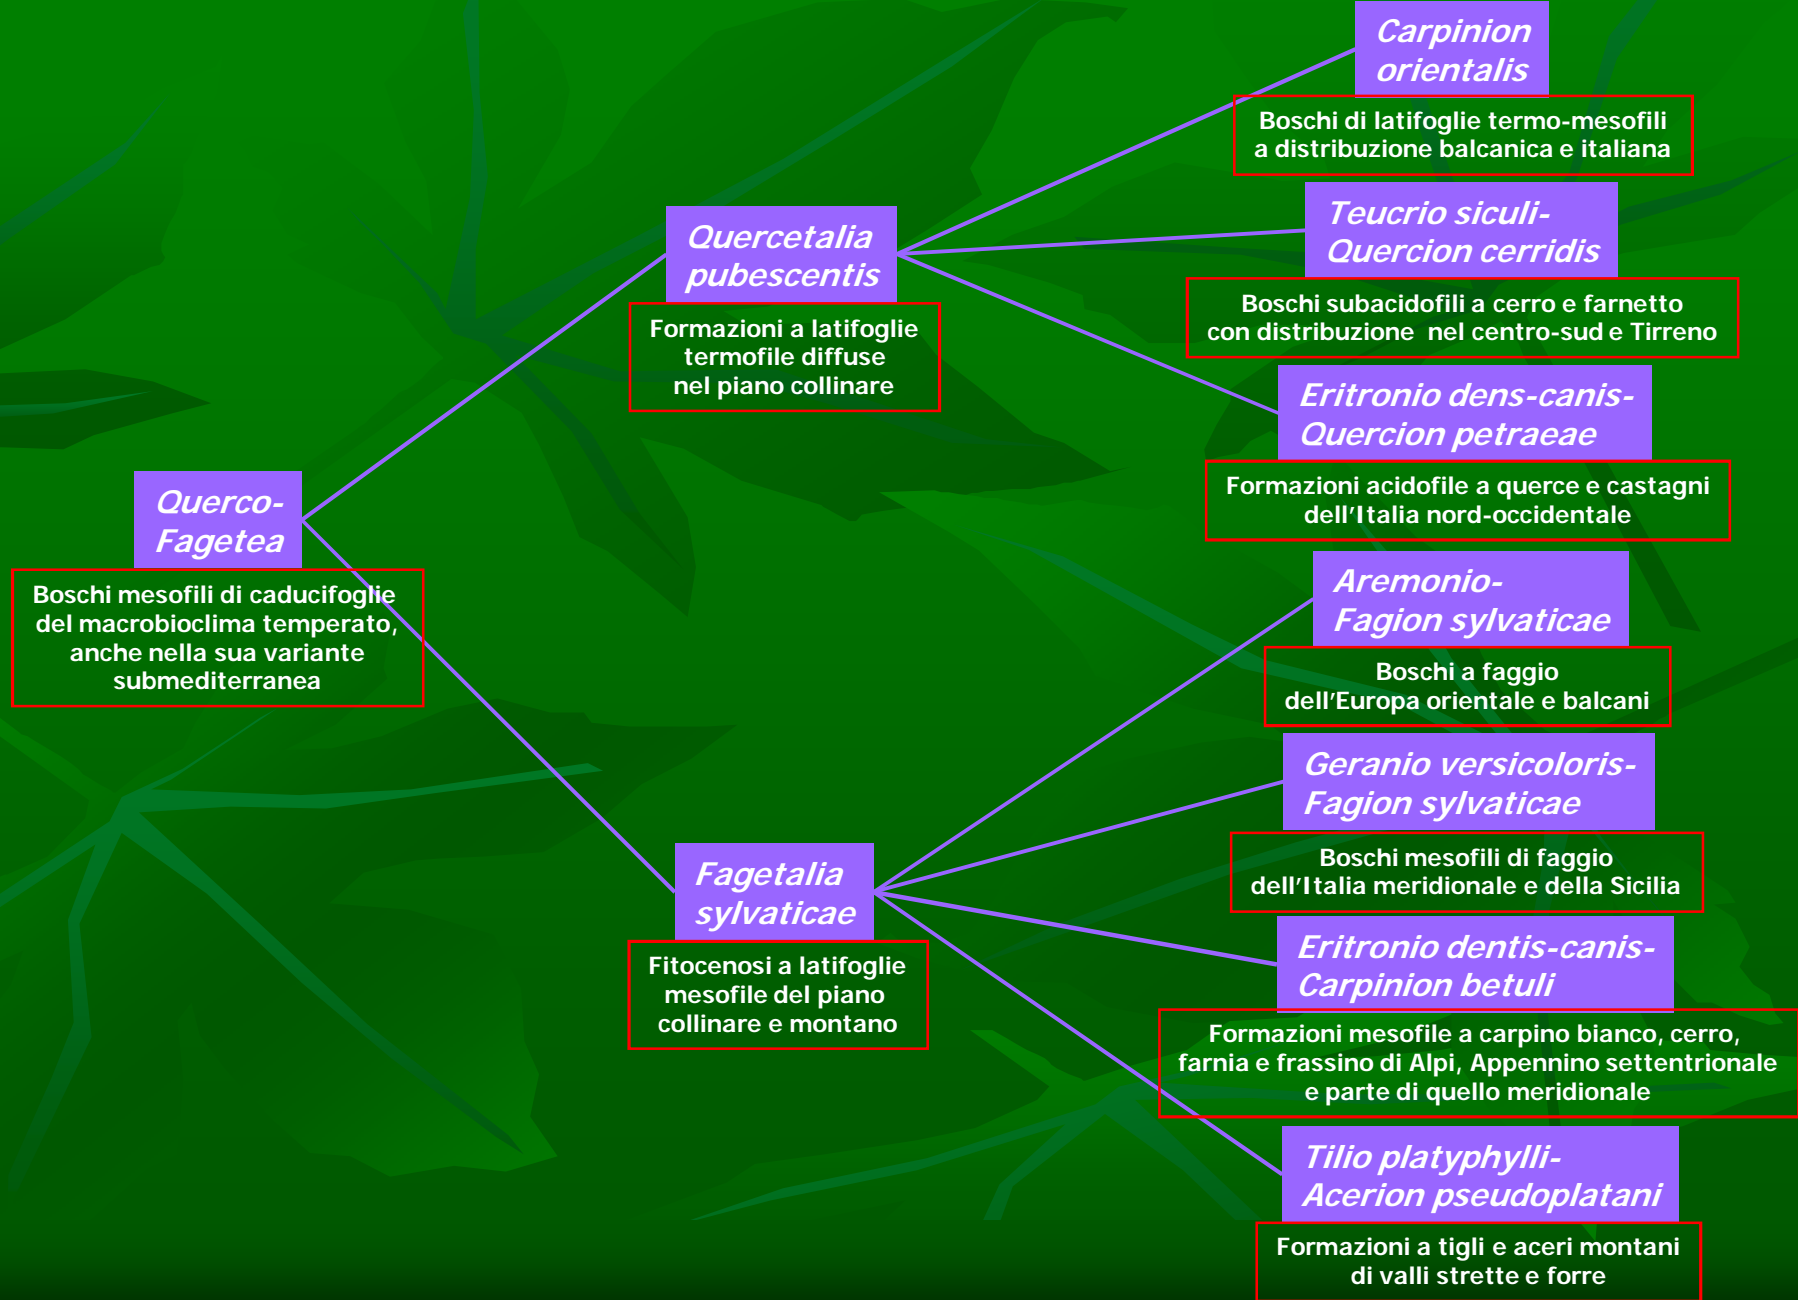 Querco-
Fagetea
Boschi mesofili di caducifoglie
del macrobioclima temperato,
anche nella sua variante
submediterranea
Quercetalia
pubescentis
Formazioni a latifoglie
termofile diffuse
nel piano collinare
Carpinion
orientalis
Boschi di latifoglie termo-mesofili
a distribuzione balcanica e italiana
Teucrio siculi-
Quercion cerridis
Boschi subacidofili a cerro e farnetto
con distribuzione nel centro-sud e Tirreno
Eritronio dens-canis-
Quercion petraeae
Formazioni acidofile a querce e castagni
dell'Italia nord-occidentale
Fagetalia
sylvaticae
Fitocenosi a latifoglie
mesofile del piano
collinare e montano
Aremonio-
Fagion sylvaticae
Boschi a faggio
dell'Europa orientale e balcani
Geranio versicoloris-
Fagion sylvaticae
Boschi mesofili di faggio
dell'Italia meridionale e della Sicilia
Eritronio dentis-canis-
Carpinion betuli
Formazioni mesofile a carpino bianco, cerro,
farnia e frassino di Alpi, Appennino settentrionale
e parte di quello meridionale
Tilio platyphylli-
Acerion pseudoplatani
Formazioni a tigli e aceri montani
di valli strette e forre